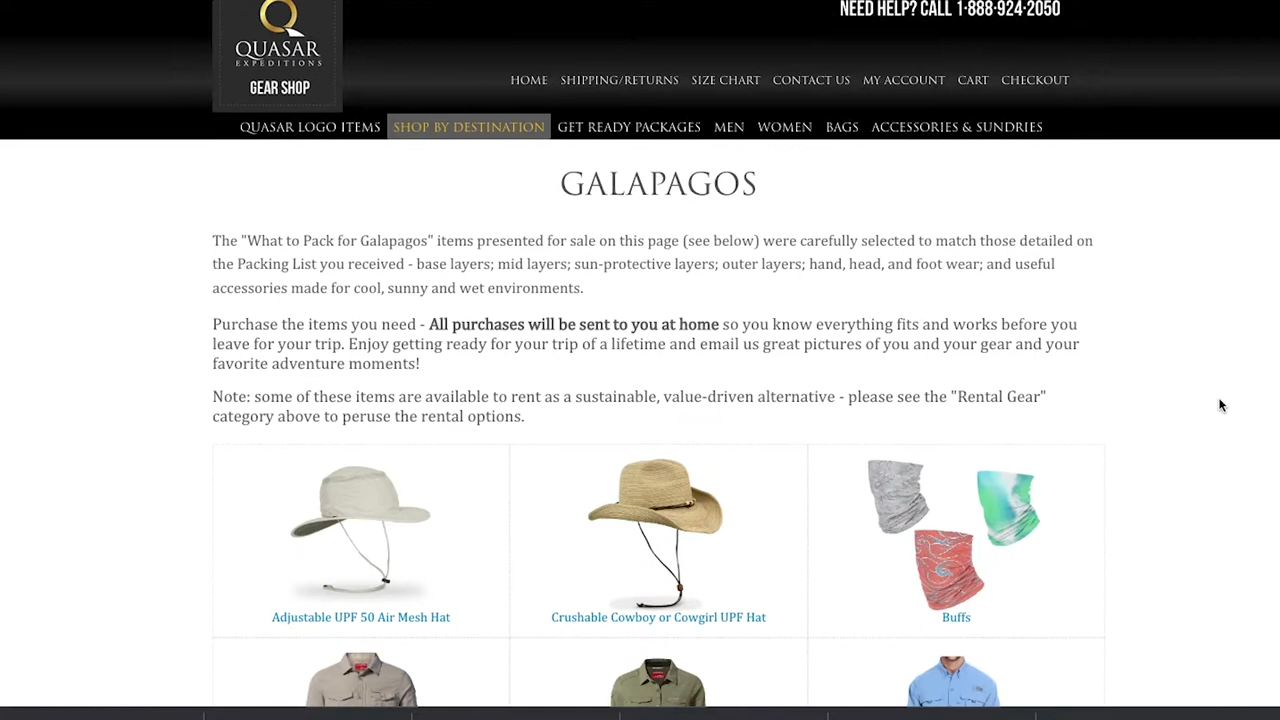 NEED HELP? CALL 1-888-924-2050
QUASAR
EXPEDITIONS
GEAR SHOP
HOME SHIPPING/RETURNS SIZE CHART CONTACT US MY ACCOUNT CART CHECKOUT
QUASAR LOGO ITEMS SHOP BY DESTINATION GET READY PACKAGES MEN WOMEN BAGS ACCESSORIES & SUNDRIES
GALAPAGOS
The "What to Pack for Galapagos" items presented for sale on this page (see below) were carefully selected to match those detailed on
the Packing List you received - base layers; mid layers; sun-protective layers; outer layers; hand, head, and foot wear; and useful
accessories made for cool, sunny and wet environments.
Purchase the items you need - All purchases will be sent to you at home so you know everything fits and works before you
leave for your trip. Enjoy getting ready for your trip of a lifetime and email us great pictures of you and your gear and your
favorite adventure moments!
Note: some of these items are available to rent as a sustainable, value-driven alternative - please see the "Rental Gear"
category above to peruse the rental options.
Adjustable UPF 50 Air Mesh Hat
Crushable Cowboy or Cowgirl UPF Hat
Buffs